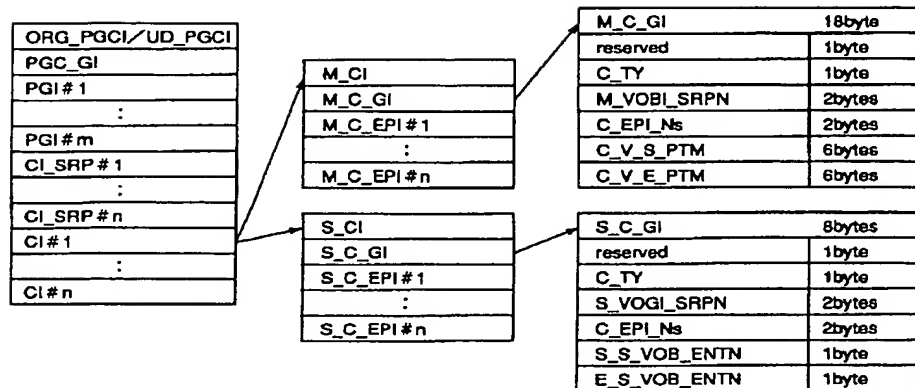 ORG_PGCI/UD_PGCI
PGC_GI
PGI#1
:
PGI#m
CI_SRP#1
:
CI_SRP#n
CI#1
:
CI#n
M_CI
M_C_GI
M_C_EPI#1
:
M_C_EPI#n
S_CI
S_C_GI
S_C_EPI#1
:
S_C_EPI#n
M_C_GI 18byte
reserved 1byte
C_TY 1byte
M_VOBI_SRPN 2bytes
C_EPI_Ns 2bytes
C_V_S_PTM 6bytes
C_V_E_PTM 6bytes
S_C_GI 8bytes
reserved 1byte
C_TY 1byte
S_VOGI_SRPN 2bytes
C_EPI_Ns 2bytes
S_S_VOB_ENTN 1byte
E_S_VOB_ENTN 1byte